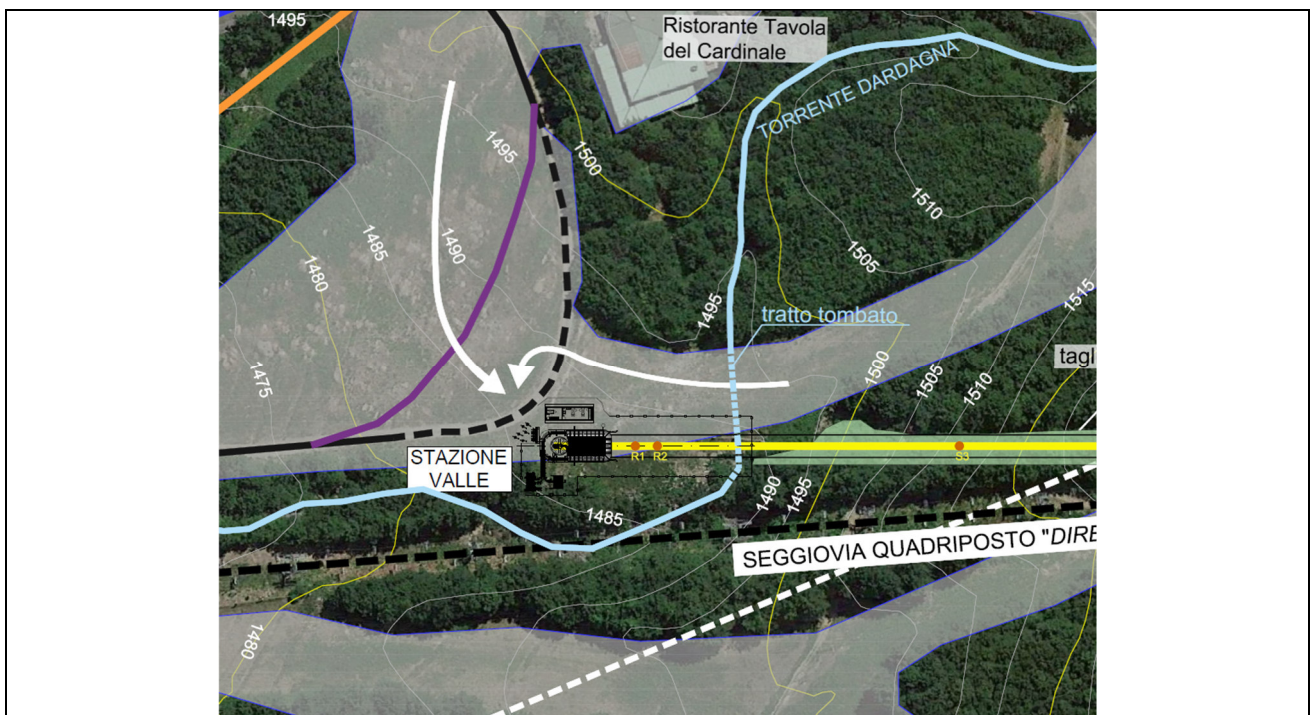 1495
Ristorante Tavola
del Cardinale
TORRENTE DARDAGNA
1495
1500
1510
1485
1490
1505
1480
1515
1495
tratto tombato
1475
1500
tagl
1505
1510
STAZIONE
VALLE
R1
R2
S3
1485
1490
1495
SEGGIOVIA QUADRIPOSTO "DIRE
1480